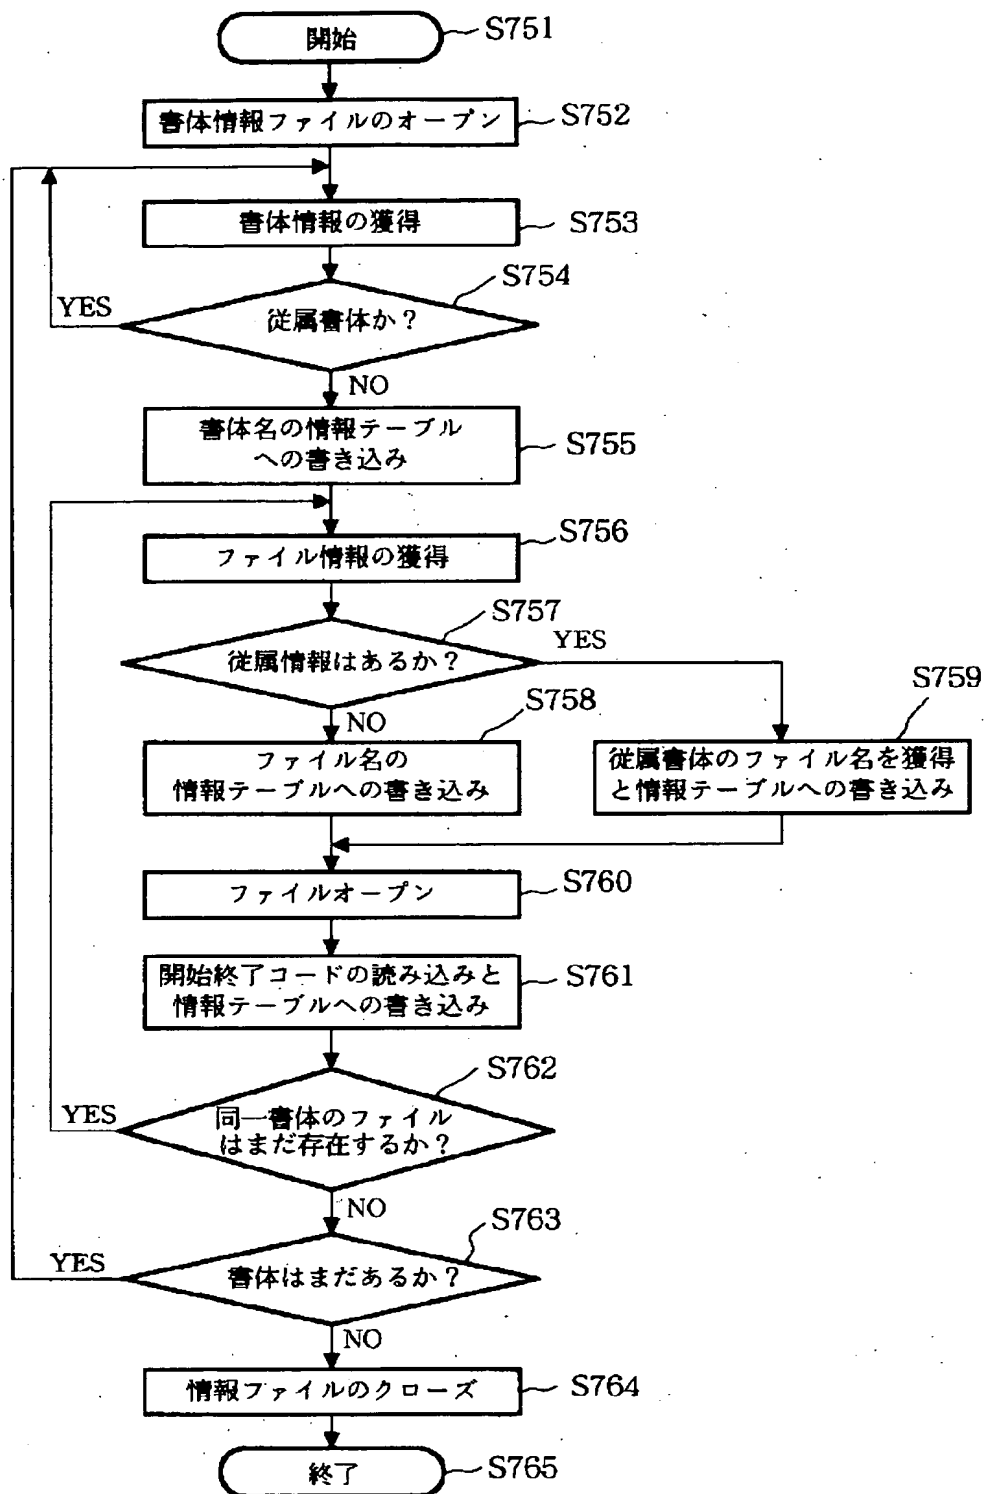 開始
S751
書体情報ファイルのオープン
S752
書体情報の獲得
S753
S754
従属書体か？
YES
NO
書体名の情報テーブル
への書き込み
S755
ファイル情報の獲得
S756
S757
従属情報はあるか？
YES
NO
S758
ファイル名の
情報テーブルへの書き込み
S759
従属書体のファイル名を獲得
と情報テーブルへの書き込み
ファイルオープン
S760
開始終了コードの読み込みと
情報テーブルへの書き込み
S761
S762
同一書体のファイル
はまだ存在するか？
YES
NO
S763
書体はまだあるか？
YES
NO
情報ファイルのクローズ
S764
終了
S765